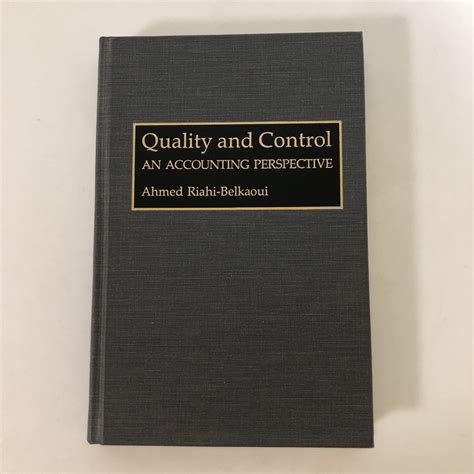 Quality and Control
AN ACCOUNTING PERSPECTIVE
Ahmed Riahi-Belkaoui